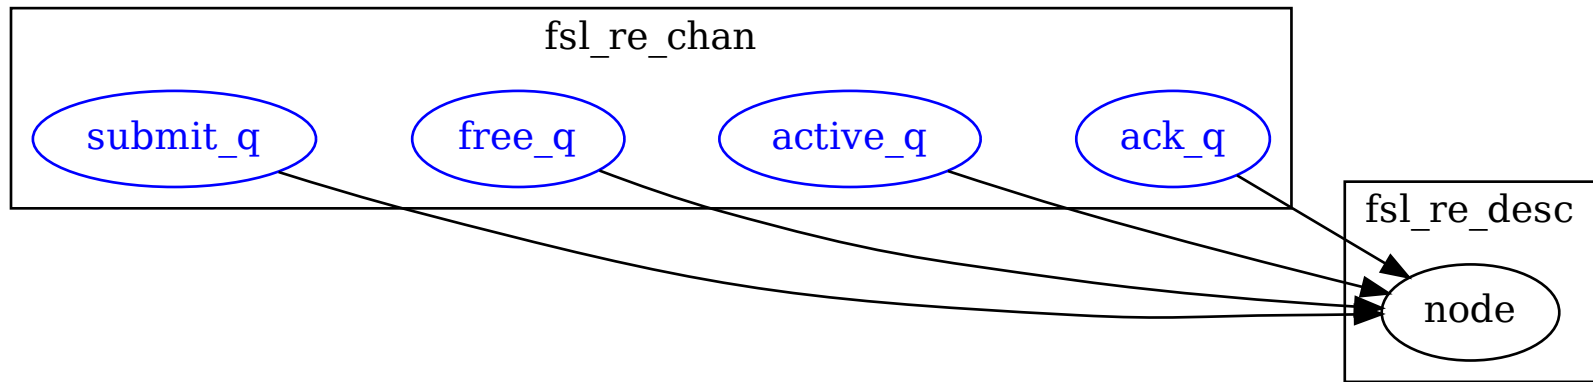 fsl_re_chan
submit_q
free_q
active_q
ack_q
fsl_re_desc
node